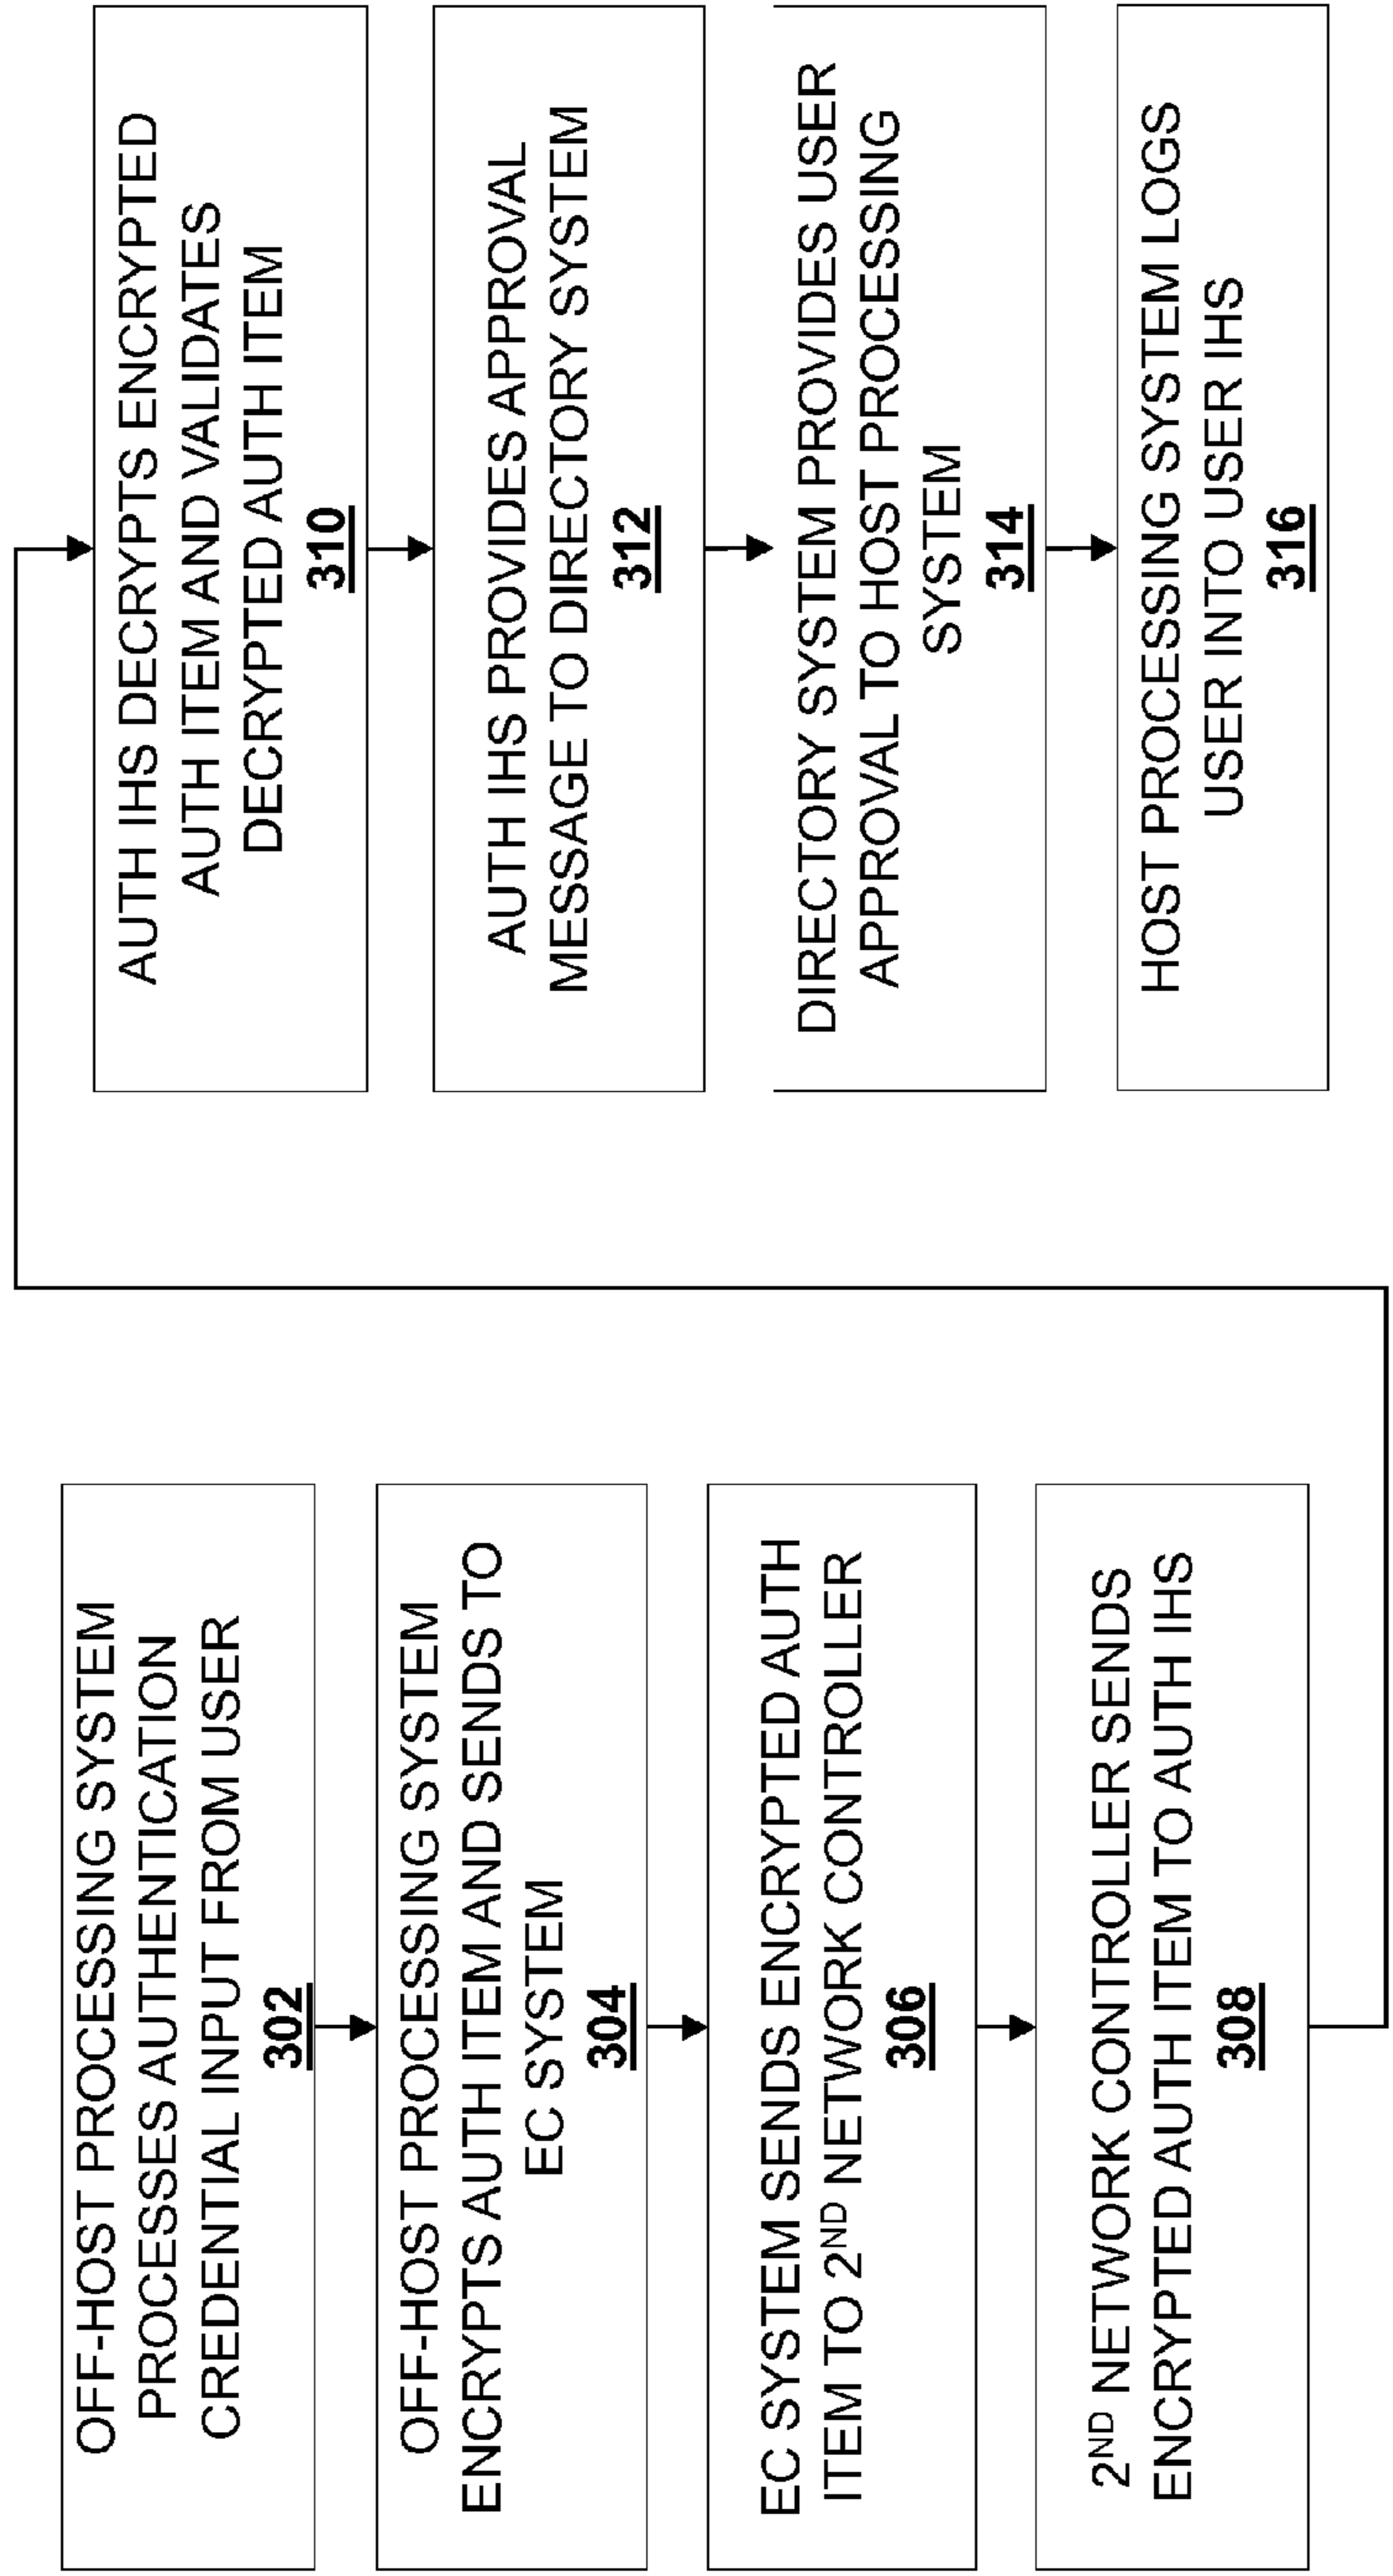 OFF-HOST PROCESSING SYSTEM
PROCESSES AUTHENTICATION
CREDENTIAL INPUT FROM USER
302
OFF-HOST PROCESSING SYSTEM
ENCRYPTS AUTH ITEM AND SENDS TO
EC SYSTEM
304
EC SYSTEM SENDS ENCRYPTED AUTH
ITEM TO 2ND NETWORK CONTROLLER
306
2ND NETWORK CONTROLLER SENDS
ENCRYPTED AUTH ITEM TO AUTH IHS
308
AUTH IHS DECRYPTS ENCRYPTED
AUTH ITEM AND VALIDATES
DECRYPTED AUTH ITEM
310
AUTH IHS PROVIDES APPROVAL
MESSAGE TO DIRECTORY SYSTEM
312
DIRECTORY SYSTEM PROVIDES USER
APPROVAL TO HOST PROCESSING
SYSTEM
314
HOST PROCESSING SYSTEM LOGS
USER INTO USER IHS
316